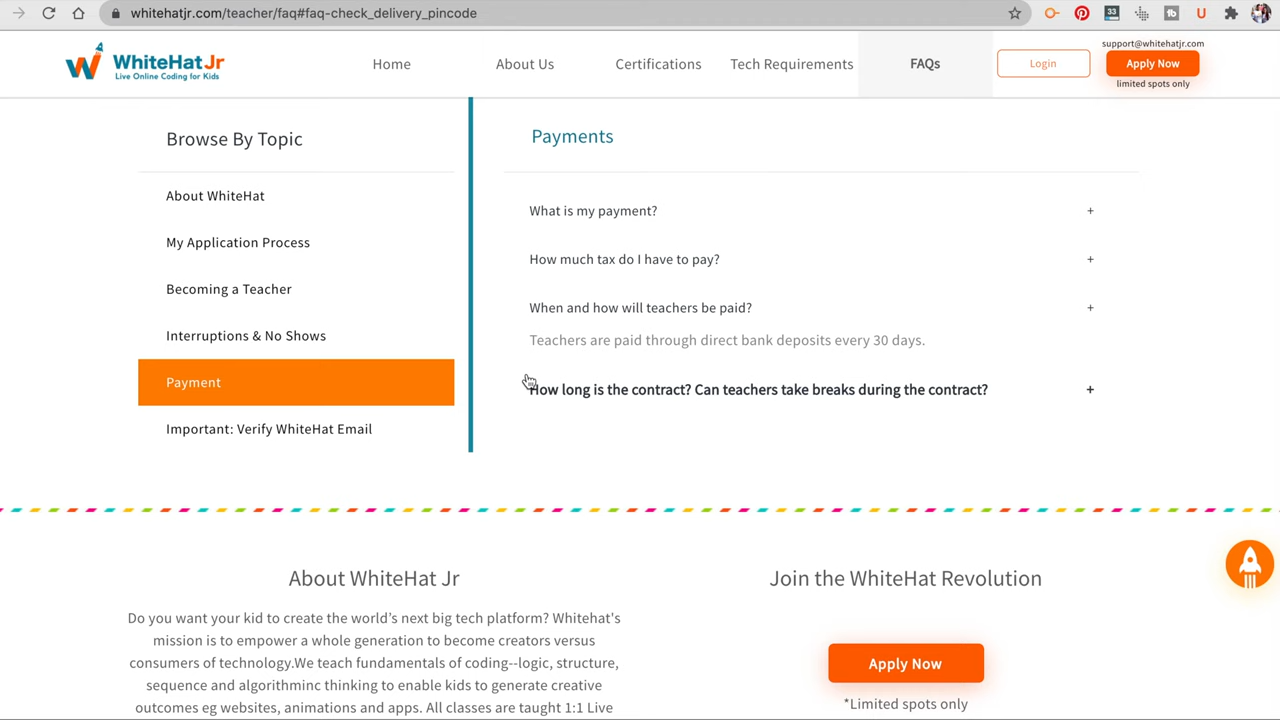 whitehatjr.com/teacher/faq#faq-check_delivery_pincode
33
U
WhiteHat Jr
Live Online Coding for Kids
Home
About Us
Certifications
Tech Requirements
FAQs
Login
support@whitehatjr.com
Apply Now
limited spots only
Browse By Topic
About WhiteHat
My Application Process
Becoming a Teacher
Interruptions & No Shows
Payment
Important: Verify WhiteHat Email
Payments
What is my payment?
+
How much tax do I have to pay?
+
When and how will teachers be paid?
+
Teachers are paid through direct bank deposits every 30 days.
How long is the contract? Can teachers take breaks during the contract?
+
About WhiteHat Jr
Do you want your kid to create the world's next big tech platform? Whitehat's
mission is to empower a whole generation to become creators versus
consumers of technology.We teach fundamentals of coding--logic, structure,
sequence and algorithminc thinking to enable kids to generate creative
outcomes eg websites, animations and apps. All classes are taught 1:1 Live
Join the WhiteHat Revolution
Apply Now
*Limited spots only